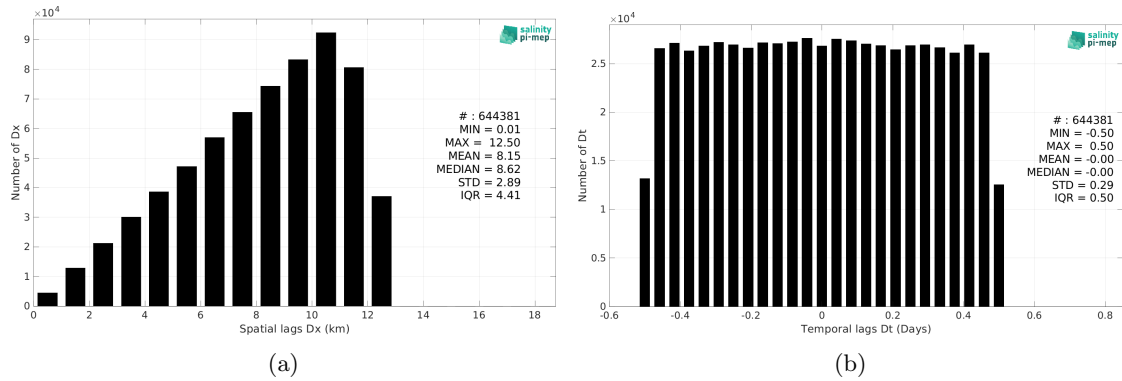 ×10⁴
10
9
8
7
6
5
4
3
2
1
0
Number of Dx
0 2 4 6 8 10 12 14 16 18
Spatial lags Dx (km)
salinity
pi-mep
# : 644381
MIN = 0.01
MAX = 12.50
MEAN = 8.15
MEDIAN = 8.62
STD = 2.89
IQR = 4.41
(a)
×10⁴
2.5
2
1.5
1
0.5
0
Number of Dt
-0.6 -0.4 -0.2 0 0.2 0.4 0.6 0.8
Temporal lags Dt (Days)
salinity
pi-mep
# : 644381
MIN = -0.50
MAX = 0.50
MEAN = -0.00
MEDIAN = -0.00
STD = 0.29
IQR = 0.50
(b)